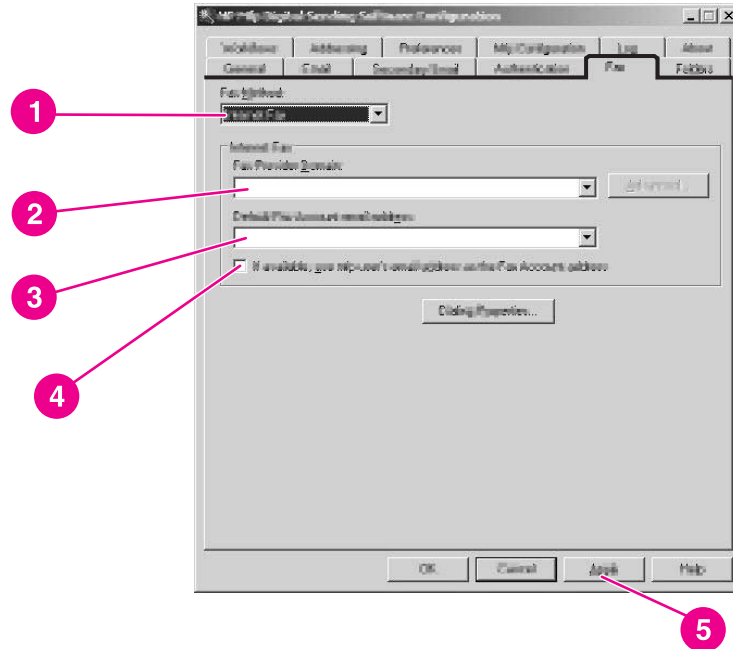 HP Mfp Digital Sending Software Configuration
Workflows Addressing Preferences Mfp Configuration Log About
General Email Secondary Email Authentication Fax Folders
Fax Method:
1
Internet Fax
Internet Fax
Fax Provider Domain:
2
Advanced...
Default Fax Account email address:
3
If available, use mfp user's email address as the Fax Account address
Dialing Properties...
4
OK Cancel Apply Help
5